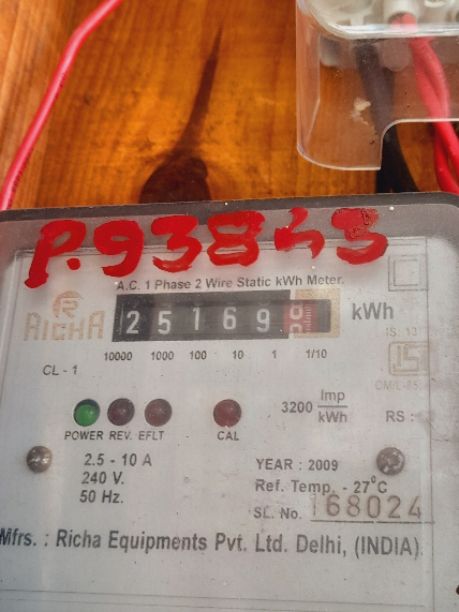 P.93843
A.C. 1 Phase 2 Wire Static kWh Meter.
RICHA
25169
kWh
10000 1000 100 10 1 1/10
CL - 1
3200 Imp/kWh
RS :
POWER REV. EFLT CAL
2.5 - 10 A
240 V.
50 Hz.
YEAR : 2009
Ref. Temp. - 27°C
SL. No. 168024
Mfrs. : Richa Equipments Pvt. Ltd. Delhi, (INDIA)